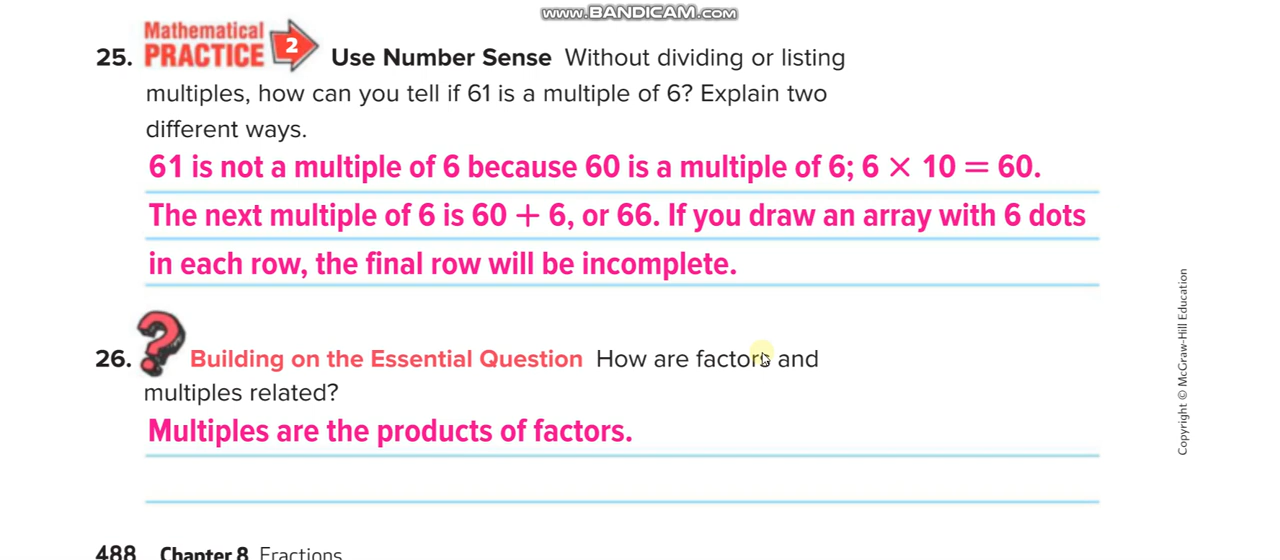 www.BANDICAM.com
Mathematical
25. PRACTICE 2 Use Number Sense Without dividing or listing
multiples, how can you tell if 61 is a multiple of 6? Explain two
different ways.
61 is not a multiple of 6 because 60 is a multiple of 6; 6 × 10 = 60.
The next multiple of 6 is 60 + 6, or 66. If you draw an array with 6 dots
in each row, the final row will be incomplete.
26. ? Building on the Essential Question How are factors and
multiples related?
Multiples are the products of factors.
488 Chapter 8 Fractions
Copyright © McGraw-Hill Education